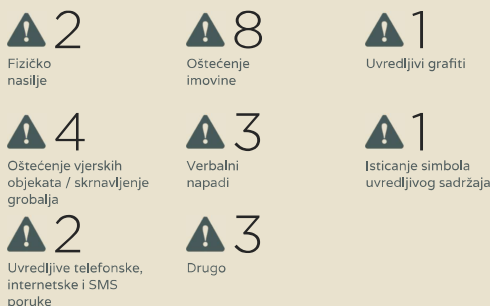 2
Fizičko
nasilje
8
Oštećenje
imovine
1
Uvredljivi grafiti
4
Oštećenje vjerskih
objekata / skrnavljenje
grobalja
3
Verbalni
napadi
1
Isticanje simbola
uvredljivog sadržaja
2
Uvredljive telefonske,
internetske i SMS
poruke
3
Drugo